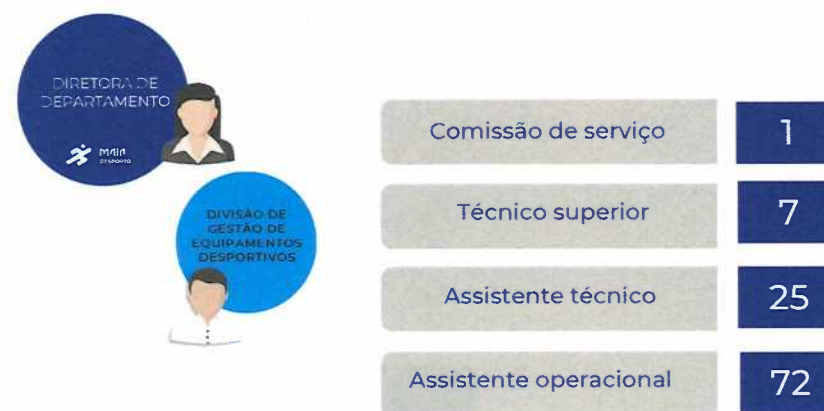 DIRETORA DE
DEPARTAMENTO
MAIA
DESPORTO
DIVISÃO DE
GESTÃO DE
EQUIPAMENTOS
DESPORTIVOS
Comissão de serviço 1
Técnico superior 7
Assistente técnico 25
Assistente operacional 72